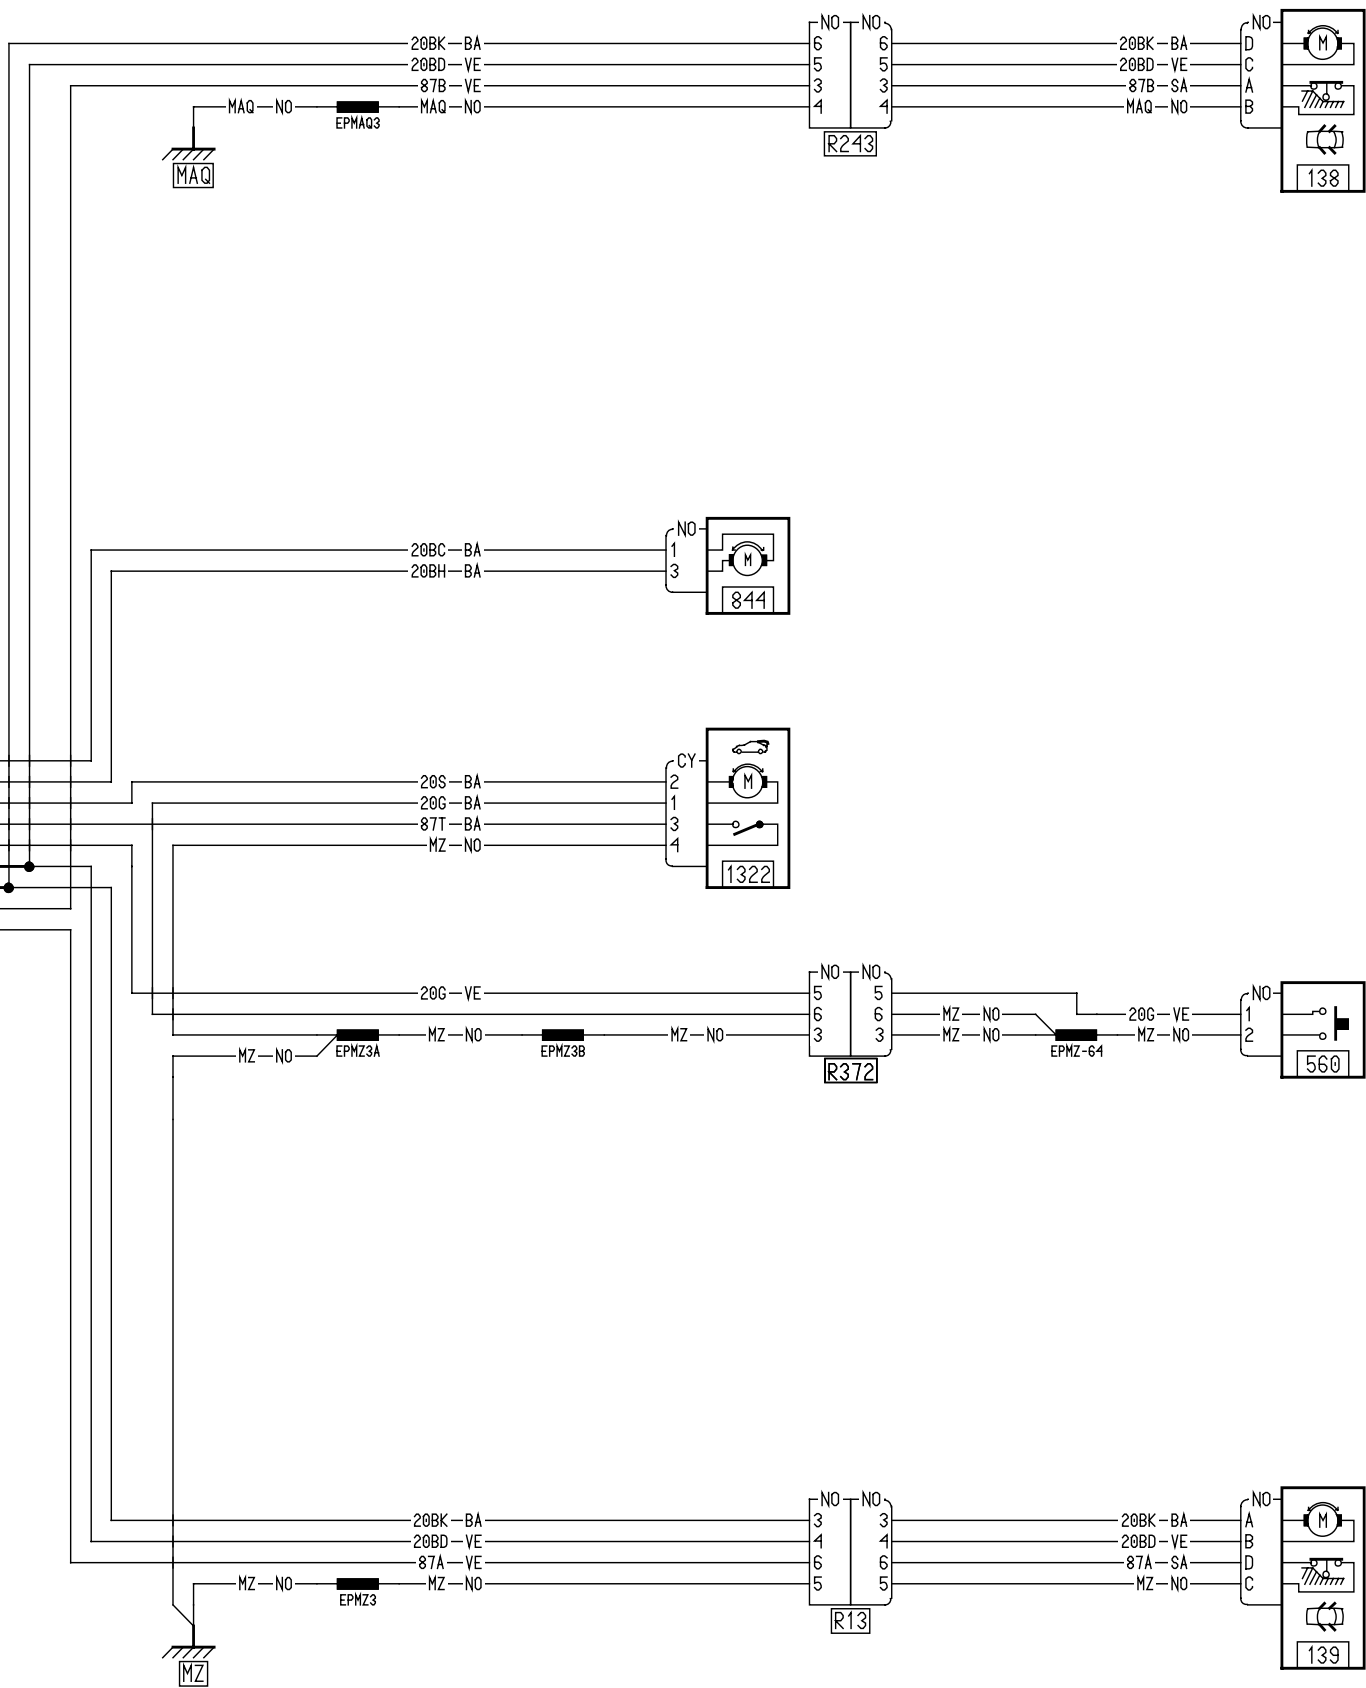 NO NO NO
20BK BA 6 6 20BK BA D M
20BD VE 5 5 20BD VE C
87B VE 3 3 87B SA A
MAQ NO MAQ NO 4 4 MAQ NO B
EPMAQ3
R243
MAQ 138
NO
20BC BA 1 M
20BH BA 3
844
CY
20S BA 2 M
20G BA 1
87T BA 3
MZ NO 4
1322
NO NO
20G VE 5 5 NO
6 6 MZ NO 20G VE 1
MZ NO MZ NO 3 3 MZ NO MZ NO 2
EPMZ3A EPMZ3B EPMZ-64
MZ NO
R372 560
NO NO NO
20BK BA 3 3 20BK BA A M
20BD VE 4 4 20BD VE B
87A VE 6 6 87A SA D
MZ NO MZ NO 5 5 MZ NO C
EPMZ3
R13
MZ 139